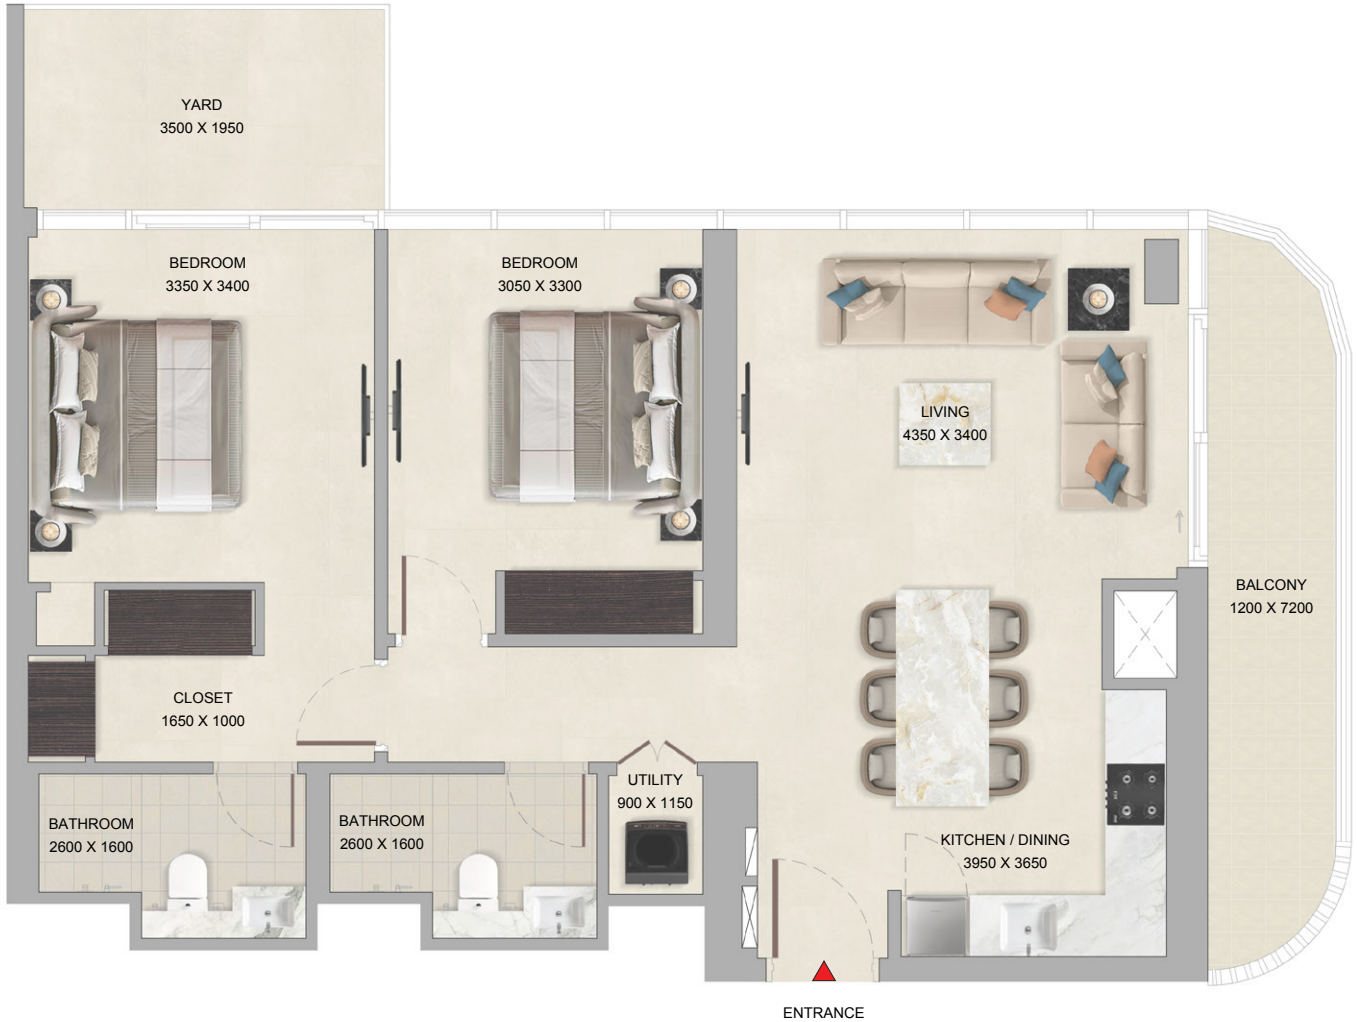 YARD
3500 X 1950
BEDROOM
3350 X 3400
BEDROOM
3050 X 3300
LIVING
4350 X 3400
BALCONY
1200 X 7200
CLOSET
1650 X 1000
UTILITY
900 X 1150
BATHROOM
2600 X 1600
BATHROOM
2600 X 1600
KITCHEN / DINING
3950 X 3650
ENTRANCE